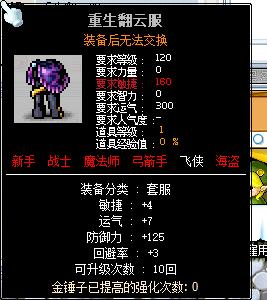 重生翻云服
装备后无法交换
要求等级: 120
要求力量: 0
要求敏捷: 160
要求智力: 0
要求运气: 300
要求人气度: -
道具等级: 1
道具经验值: 0 %
新手 战士 魔法师 弓箭手 飞侠 海盗
装备分类 : 套服
敏捷 : +4
运气 : +7
防御力 : +125
回避率 : +3
可升级次数 : 10回
金锤子已提高的强化次数: 0